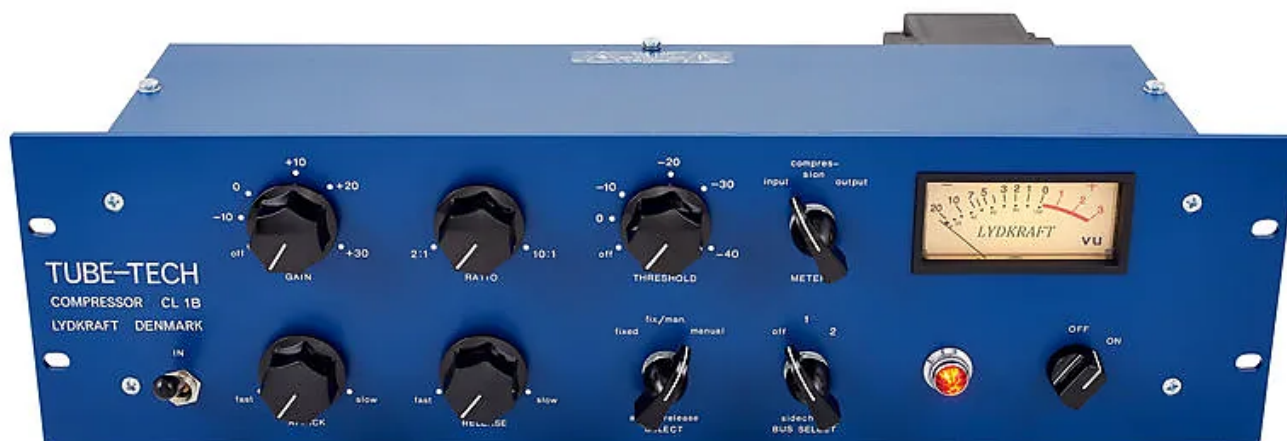 compres-
sion
input output
-10 0 +10 +20 +30
off
GAIN
2:1 10:1
RATIO
off 0 -10 -20 -30 -40
THRESHOLD
METER
- +
20 10 7 5 3 2 1 0 1 2 3
LYDKRAFT
VU
TUBE-TECH
COMPRESSOR CL 1B
LYDKRAFT DENMARK
IN
fast slow
ATTACK
fast slow
RELEASE
fixed fix/man. manual
release
SELECT
off 1 2
BUS SELECT
OFF
ON